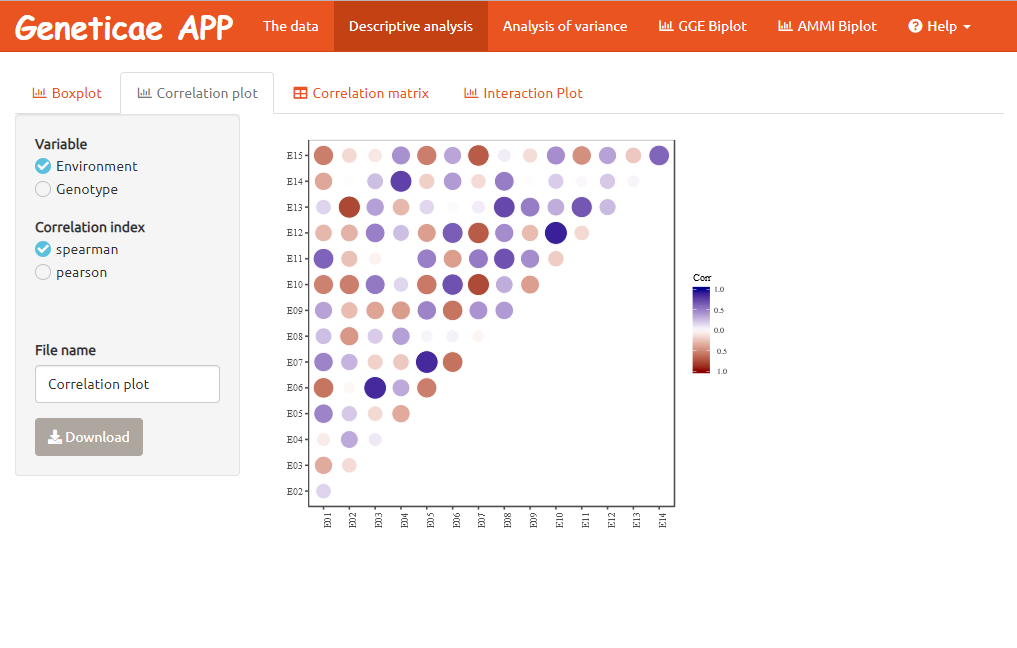 Geneticae APP The data Descriptive analysis Analysis of variance GGE Biplot AMMI Biplot Help
Boxplot Correlation plot Correlation matrix Interaction Plot
Variable
Environment
Genotype
Correlation index
spearman
pearson
File name
Correlation plot
Download
E15
E14
E13
E12
E11
E10
E09
E08
E07
E06
E05
E04
E03
E02
E01 E02 E03 E04 E05 E06 E07 E08 E09 E10 E11 E12 E13 E14
Corr
1.0
0.5
0.0
0.5
1.0